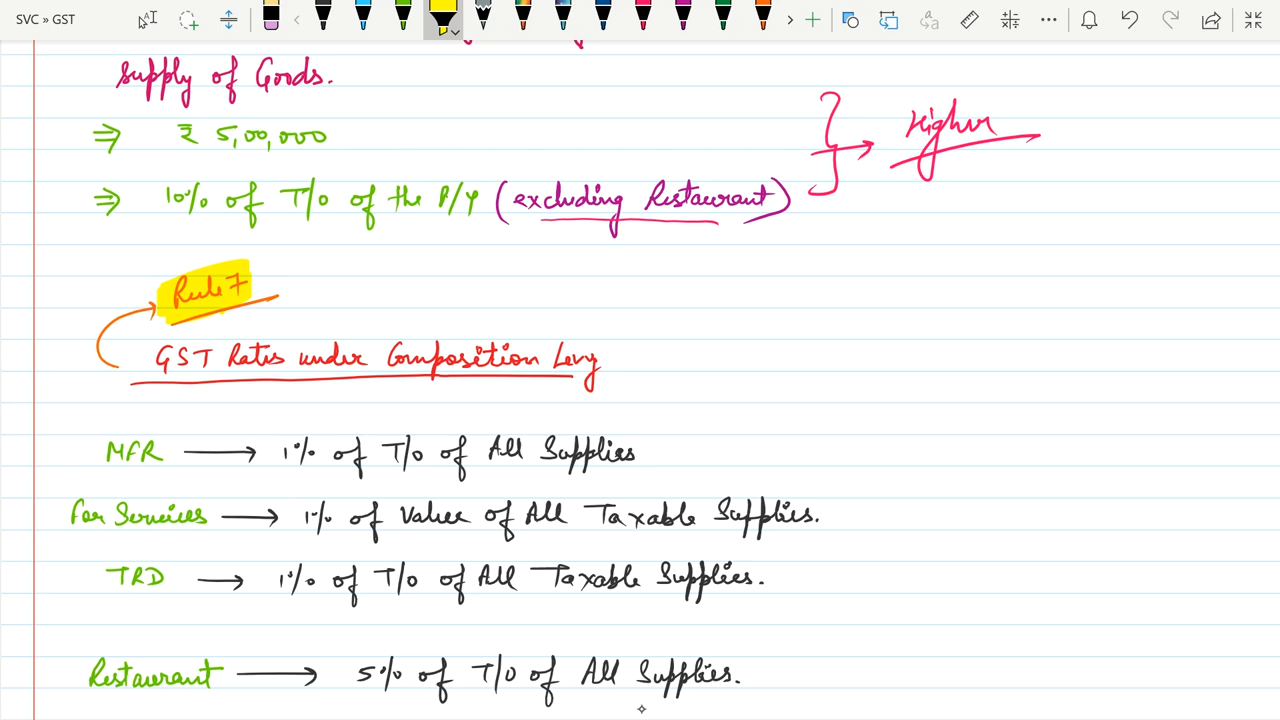 SVC » GST
supply of Goods.
⇒ ₹ 5,00,000
⇒ 10% of T/O of the P/Y (excluding Restaurant)
} → Higher
Rule 7
GST Rates under Composition Levy
MFR → 1% of T/O of All Supplies
For Services → 1% of Value of All Taxable Supplies.
TRD → 1% of T/O of All Taxable Supplies.
Restaurant → 5% of T/O of All Supplies.